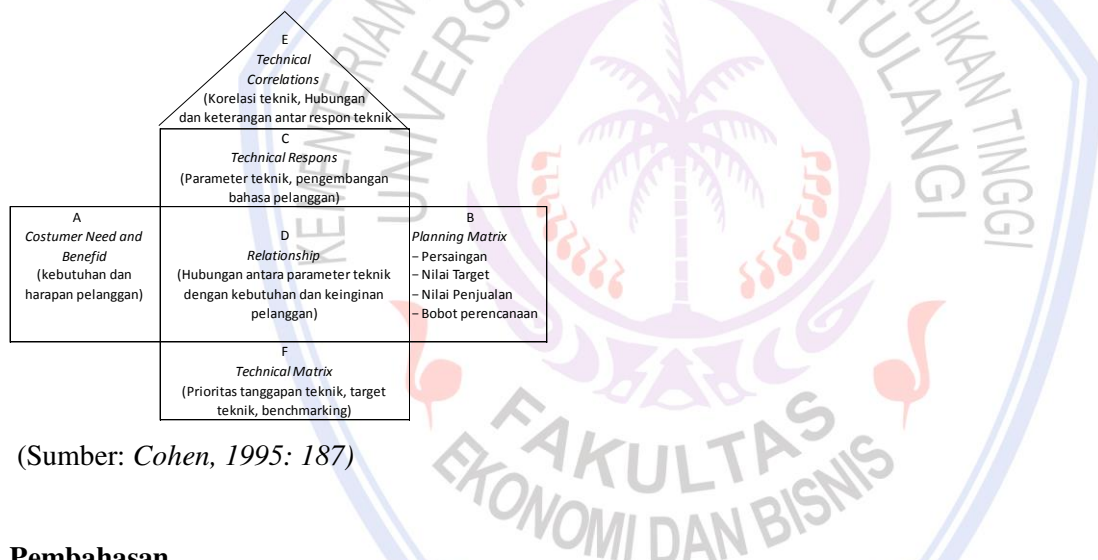 E
Technical
Correlations
(Korelasi teknik, Hubungan
dan keterangan antar respon teknik
C
Technical Respons
(Parameter teknik, pengembangan
bahasa pelanggan)
A
Costumer Need and
Benefid
(kebutuhan dan
harapan pelanggan)
D
Relationship
(Hubungan antara parameter teknik
dengan kebutuhan dan keinginan
pelanggan)
B
Planning Matrix
− Persaingan
− Nilai Target
− Nilai Penjualan
− Bobot perencanaan
F
Technical Matrix
(Prioritas tanggapan teknik, target
teknik, benchmarking)
(Sumber: Cohen, 1995: 187)
FAKULTAS
EKONOMI DAN BISNIS
Pembahasan